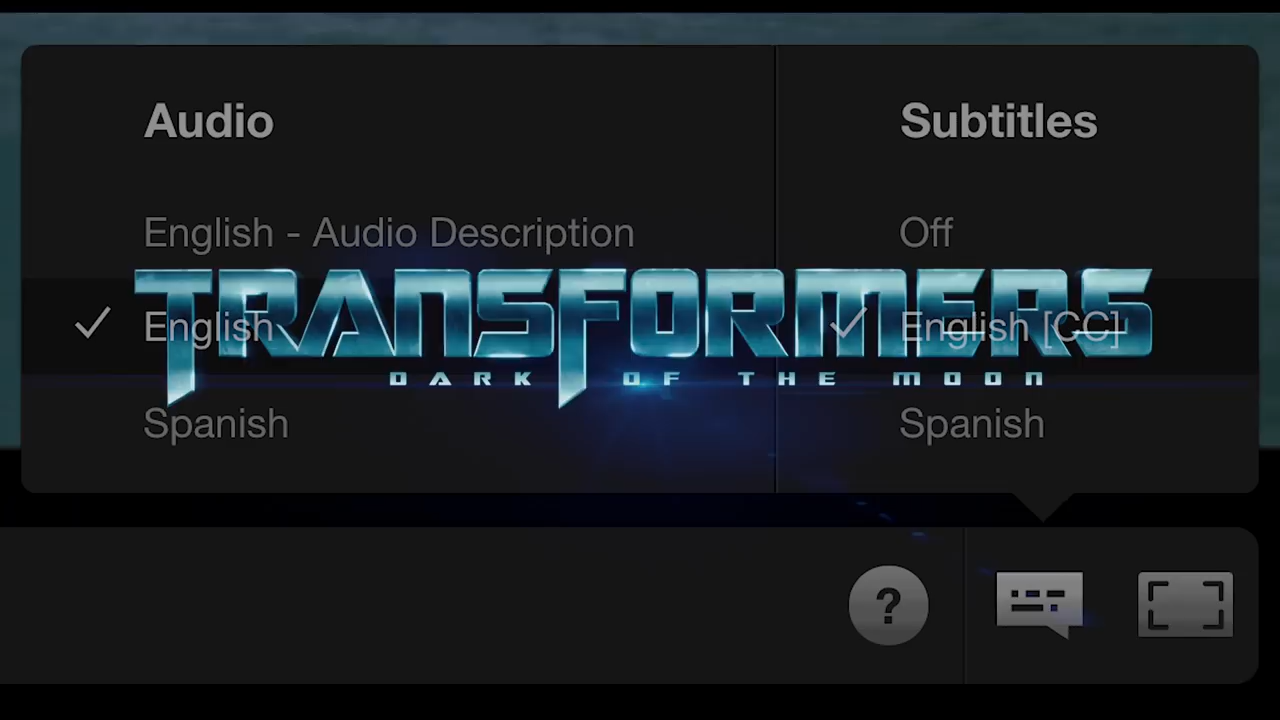 Audio
Subtitles
English - Audio Description
Off
TRANSFORMERS
English
English [CC]
DARK OF THE MOON
Spanish
Spanish
?